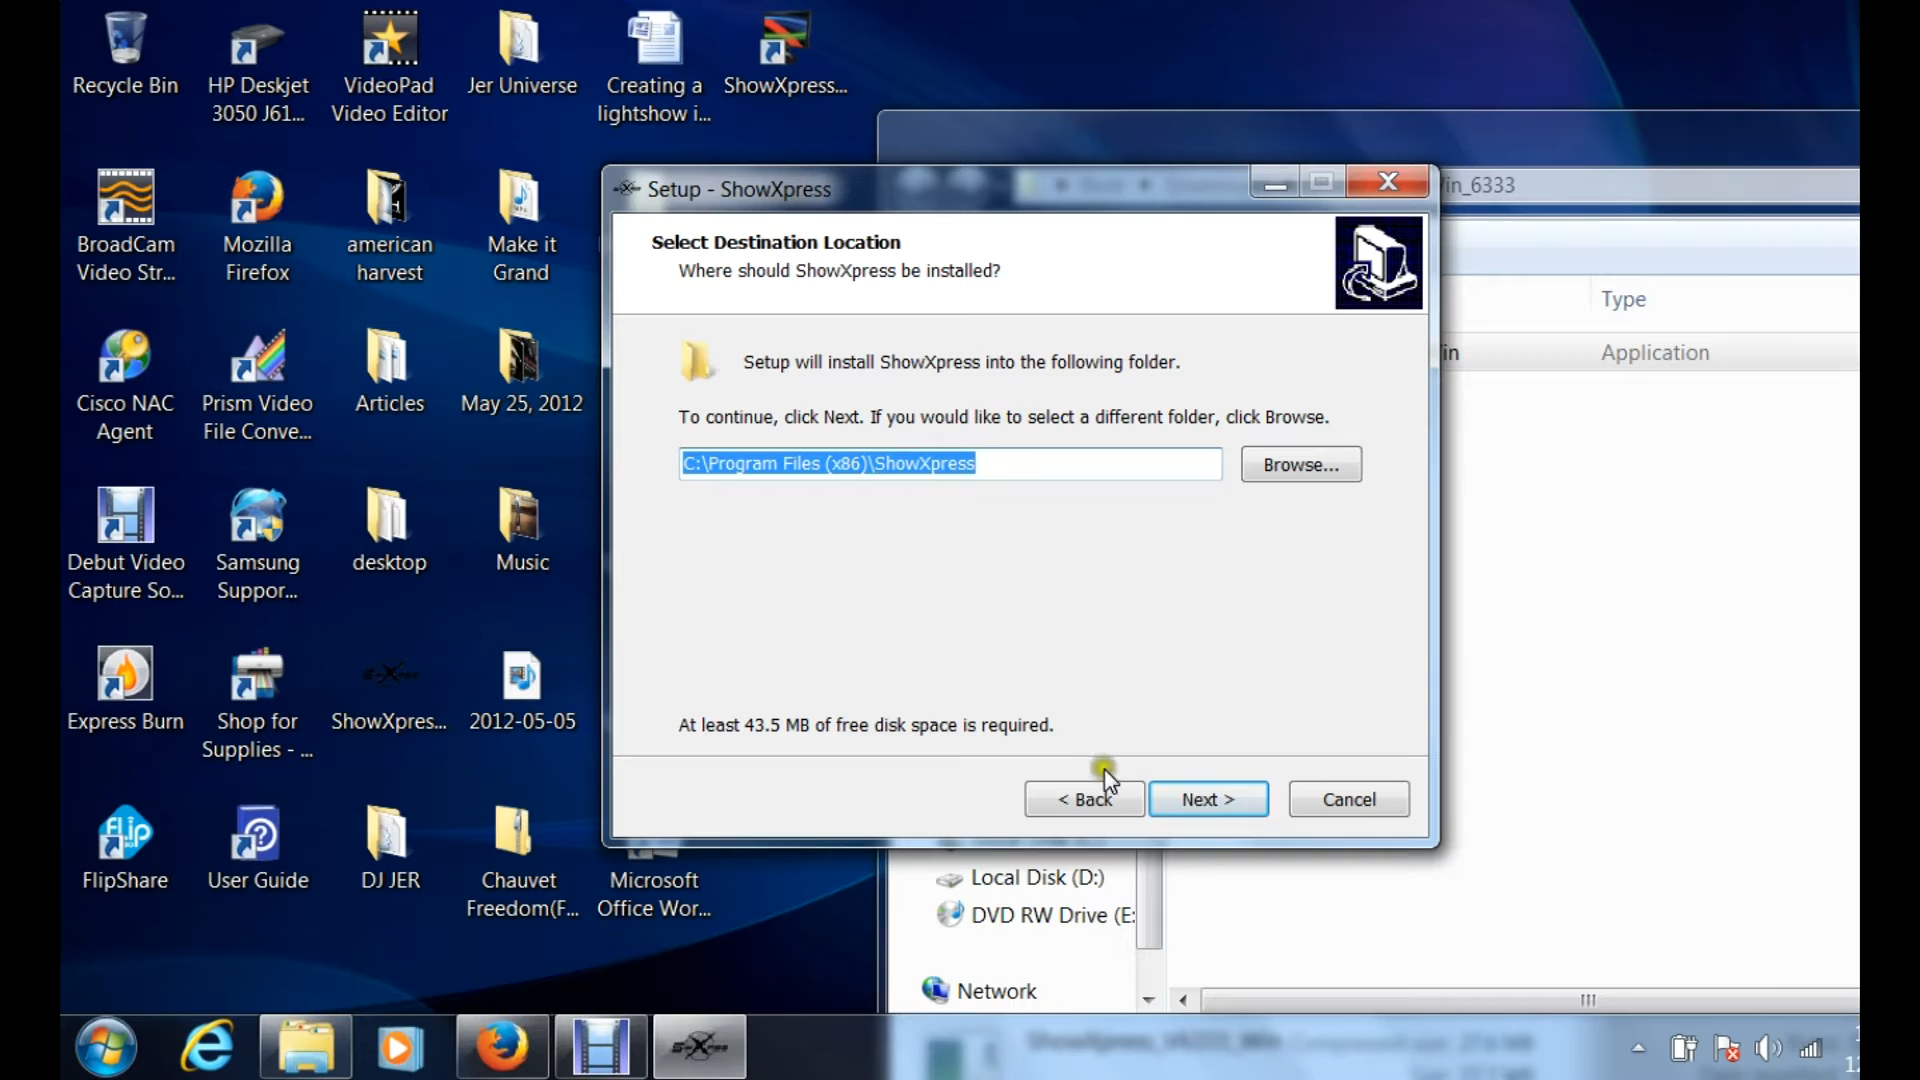 Recycle Bin
HP Deskjet
3050 J61...
VideoPad
Video Editor
Jer Universe
Creating a
lightshow i...
ShowXpress...
BroadCam
Video Str...
Mozilla
Firefox
american
harvest
Make it
Grand
Cisco NAC
Agent
Prism Video
File Conve...
Articles
May 25, 2012
Debut Video
Capture So...
Samsung
Suppor...
desktop
Music
Express Burn
Shop for
Supplies - ...
ShowXpres...
2012-05-05
FlipShare
User Guide
DJ JER
Chauvet
Freedom(F...
Microsoft
Office Wor...
Setup - ShowXpress
Select Destination Location
Where should ShowXpress be installed?
Setup will install ShowXpress into the following folder.
To continue, click Next. If you would like to select a different folder, click Browse.
C:\Program Files (x86)\ShowXpress
Browse...
At least 43.5 MB of free disk space is required.
< Back
Next >
Cancel
in_6333
Type
in
Application
Local Disk (D:)
DVD RW Drive (E:
Network